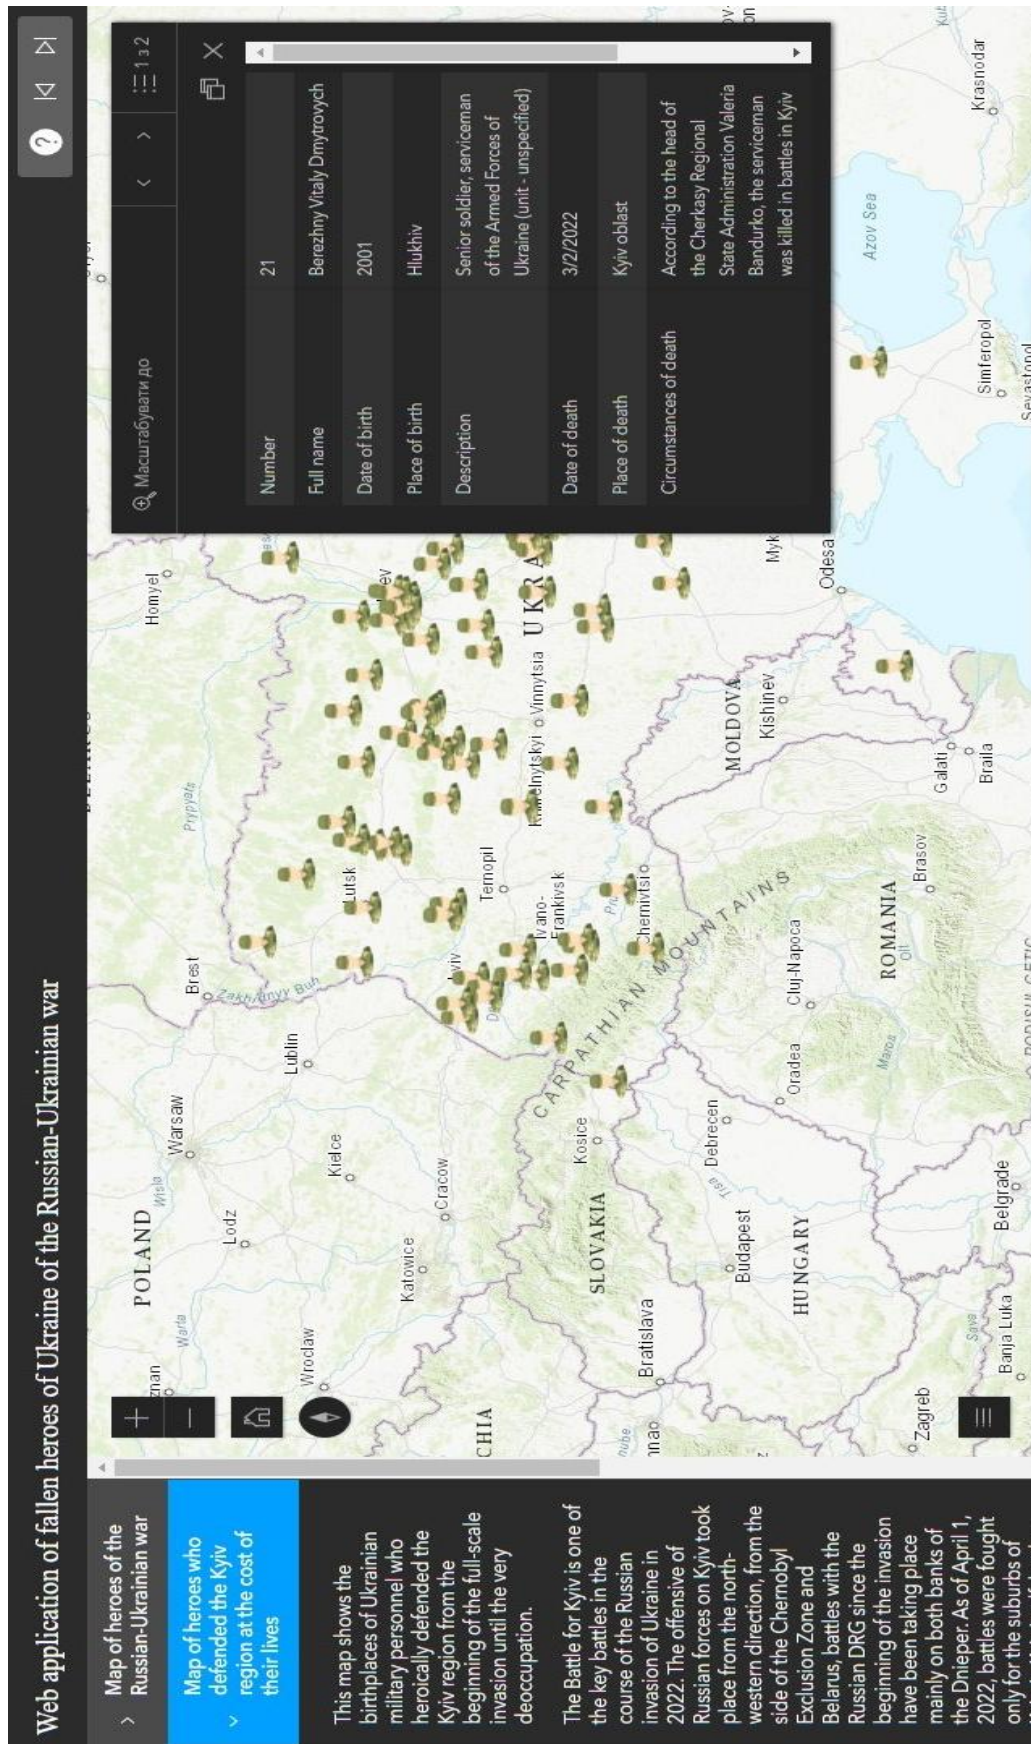 Web application of fallen heroes of Ukraine of the Russian-Ukrainian war
?
Map of heroes of the
Russian-Ukrainian war
Map of heroes who
defended the Kyiv
region at the cost of
their lives
This map shows the
birthplaces of Ukrainian
military personnel who
heroically defended the
Kyiv region from the
beginning of the full-scale
invasion until the very
deoccupation.
The Battle for Kyiv is one of
the key battles in the
course of the Russian
invasion of Ukraine in
2022. The offensive of
Russian forces on Kyiv took
place from the north-
western direction, from the
side of the Chernobyl
Exclusion Zone and
Belarus, battles with the
Russian DRG since the
beginning of the invasion
have been taking place
mainly on both banks of
the Dnieper. As of April 1,
2022, battles were fought
only for the suburbs of
Масштабувати до
1 з 2
Number 21
Full name Berezhny Vitaly Dmytrovych
Date of birth 2001
Place of birth Hlukhiv
Description Senior soldier, serviceman
of the Armed Forces of
Ukraine (unit - unspecified)
Date of death 3/2/2022
Place of death Kyiv oblast
Circumstances of death According to the head of
the Cherkasy Regional
State Administration Valeria
Bandurko, the serviceman
was killed in battles in Kyiv
znan
Warta
POLAND
Wisla
Warsaw
Lodz
Brest
Prypyats
Homyel
Zakhidnyy Buh
Lublin
Wroclaw
Kielce
Lutsk
Katowice
Cracow
Lviv
Ternopil
CHIA
Ivano-
Frankivsk
Khmelnytskyi
Vinnytsia
UKRA
CARPATHIAN MOUNTAINS
Kosice
SLOVAKIA
Chernivtsi
Bratislava
Debrecen
Tisa
Budapest
HUNGARY
MOLDOVA
Kishinev
Myk
Odesa
Oradea
Cluj-Napoca
Maros
ROMANIA
Olt
Brasov
Galati
Braila
Azov Sea
Simferopol
Sevastopol
Krasnodar
Zagreb
Sava
Banja Luka
Belgrade